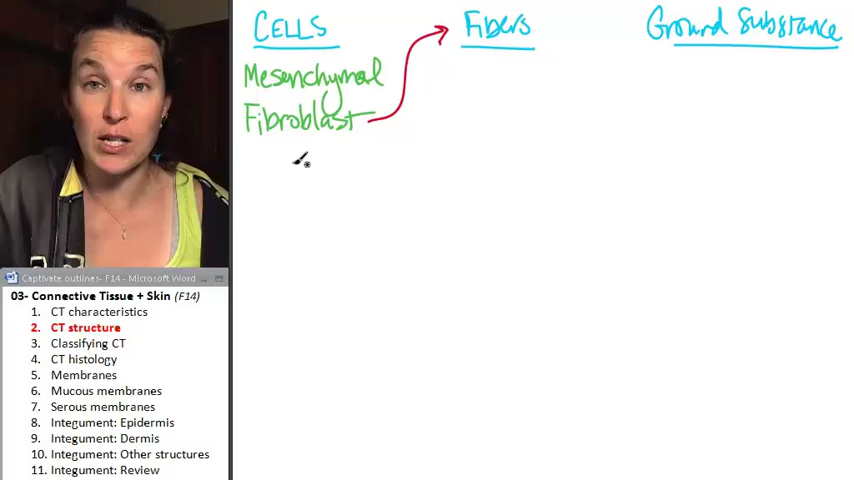 CELLS
Fibers
Ground Substance
Mesenchymal
Fibroblast
Captivate outlines- F14 - Microsoft Word
03- Connective Tissue + Skin (F14)
1. CT characteristics
2. CT structure
3. Classifying CT
4. CT histology
5. Membranes
6. Mucous membranes
7. Serous membranes
8. Integument: Epidermis
9. Integument: Dermis
10. Integument: Other structures
11. Integument: Review